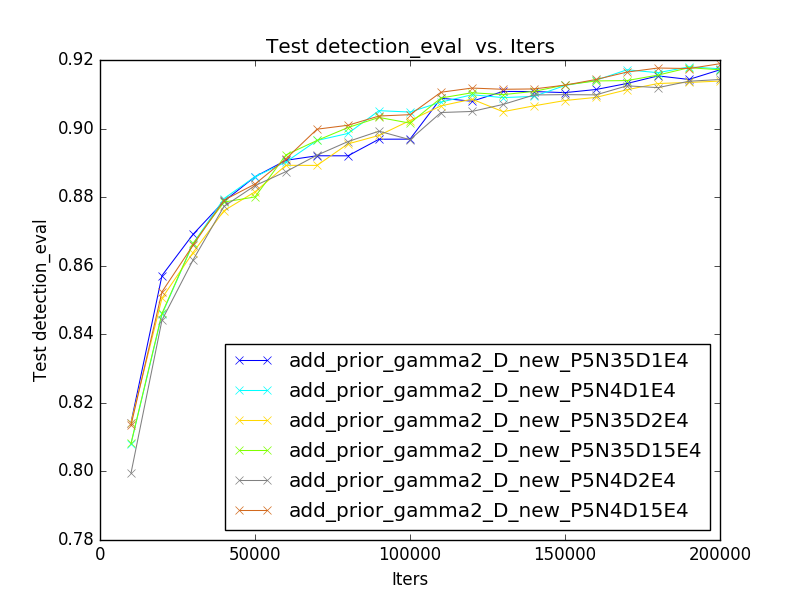 Test detection_eval vs. Iters
0.92
0.90
0.88
0.86
0.84
0.82
0.80
0.78
Test detection_eval
add_prior_gamma2_D_new_P5N35D1E4
add_prior_gamma2_D_new_P5N4D1E4
add_prior_gamma2_D_new_P5N35D2E4
add_prior_gamma2_D_new_P5N35D15E4
add_prior_gamma2_D_new_P5N4D2E4
add_prior_gamma2_D_new_P5N4D15E4
0 50000 100000 150000 200000
Iters